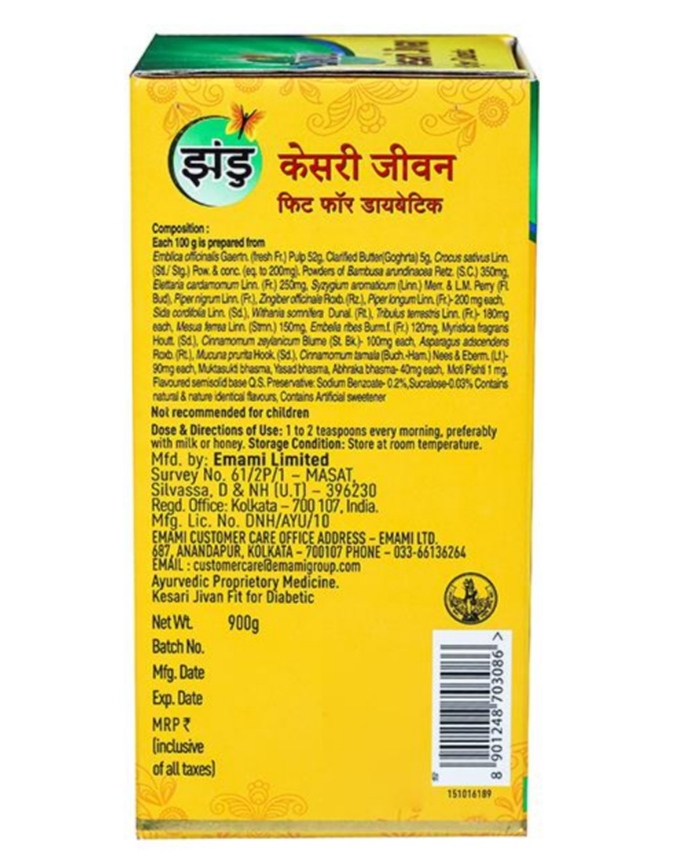 झंडु
केसरी जीवन
फिट फॉर डायबेटिक
Composition :
Each 100 g is prepared from
Emblica officinalis Gaertn. (fresh Fr.) Pulp 52g, Clarified Butter(Goghrta) 5g, Crocus sativus Linn.
(Stl./ Stg.) Pow. & conc. (eq. to 200mg). Powders of Bambusa arundinacea Retz. (S.C.) 350mg,
Elettaria cardamomum Linn. (Fr.) 250mg, Syzygium aromaticum (Linn.) Merr. & L.M. Perry (Fl.
Bud), Piper nigrum Linn. (Fr.), Zingiber officinale Roxb. (Rz.), Piper longum Linn. (Fr.)- 200 mg each,
Sida cordifolia Linn. (Sd.), Withania somnifera Dunal. (Rt.), Tribulus terrestris Linn. (Fr.)- 180mg
each, Mesua ferrea Linn. (Stmn.) 150mg, Embelia ribes Burm.f. (Fr.) 120mg, Myristica fragrans
Houtt. (Sd.), Cinnamomum zeylanicum Blume (St. Bk.)- 100mg each, Asparagus adscendens
Roxb. (Rt.), Mucuna prurita Hook. (Sd.), Cinnamomum tamala (Buch.-Ham.) Nees & Eberm. (Lf.)-
90mg each, Muktasukti bhasma, Yasad bhasma, Abhraka bhasma- 40mg each, Moti Pishti 1 mg.
Flavoured semisolid base Q.S. Preservative: Sodium Benzoate- 0.2%,Sucralose-0.03% Contains
natural & nature identical flavours, Contains Artificial sweetener
Not recommended for children
Dose & Directions of Use: 1 to 2 teaspoons every morning, preferably
with milk or honey. Storage Condition: Store at room temperature.
Mfd. by: Emami Limited
Survey No. 61/2P/1 – MASAT,
Silvassa, D & NH (U.T) – 396230
Regd. Office: Kolkata – 700 107, India.
Mfg. Lic. No. DNH/AYU/10
EMAMI CUSTOMER CARE OFFICE ADDRESS – EMAMI LTD.
687, ANANDAPUR, KOLKATA – 700107 PHONE – 033-66136264
EMAIL : customercare@emamigroup.com
Ayurvedic Proprietary Medicine.
Kesari Jivan Fit for Diabetic
Net Wt. 900g
Batch No.
Mfg. Date
Exp. Date
MRP ₹
(inclusive
of all taxes)
8 901248 703086 >
151016189